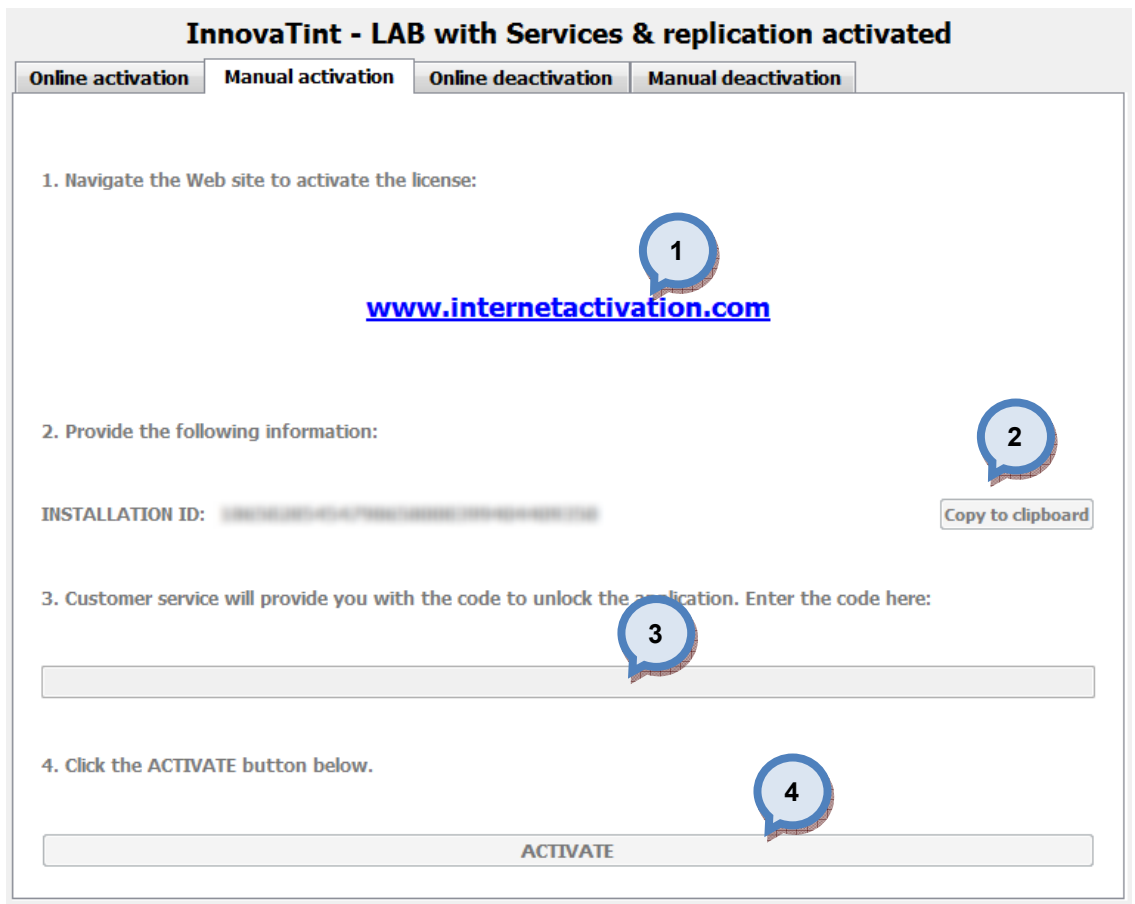 InnovaTint - LAB with Services & replication activated
Online activation Manual activation Online deactivation Manual deactivation
1. Navigate the Web site to activate the license:
1
www.internetactivation.com
2. Provide the following information:
2
INSTALLATION ID: Copy to clipboard
3. Customer service will provide you with the code to unlock the application. Enter the code here:
3
4. Click the ACTIVATE button below.
4
ACTIVATE